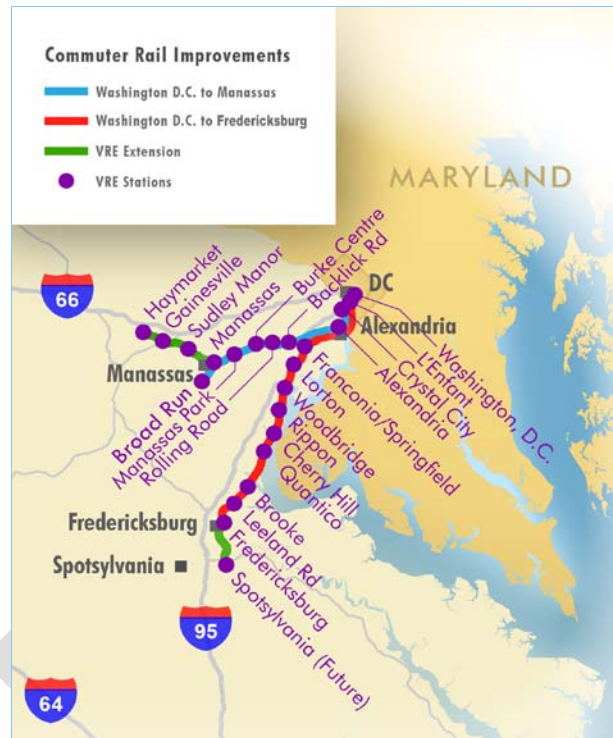 Commuter Rail Improvements
Washington D.C. to Manassas
Washington D.C. to Fredericksburg
VRE Extension
VRE Stations
MARYLAND
66
Haymarket
Gainesville
Sudley Manor
Manassas
Burke Centre
Backlick Rd
DC
Alexandria
Manassas
Broad Run
Manassas Park
Rolling Road
Washington, D.C.
L'Enfant
Crystal City
Alexandria
Franconia/Springfield
Lorton
Woodbridge
Rippon
Cherry Hill
Quantico
Brooke
Leeland Rd
Fredericksburg
Fredericksburg
Spotsylvania
Spotsylvania (Future)
95
64